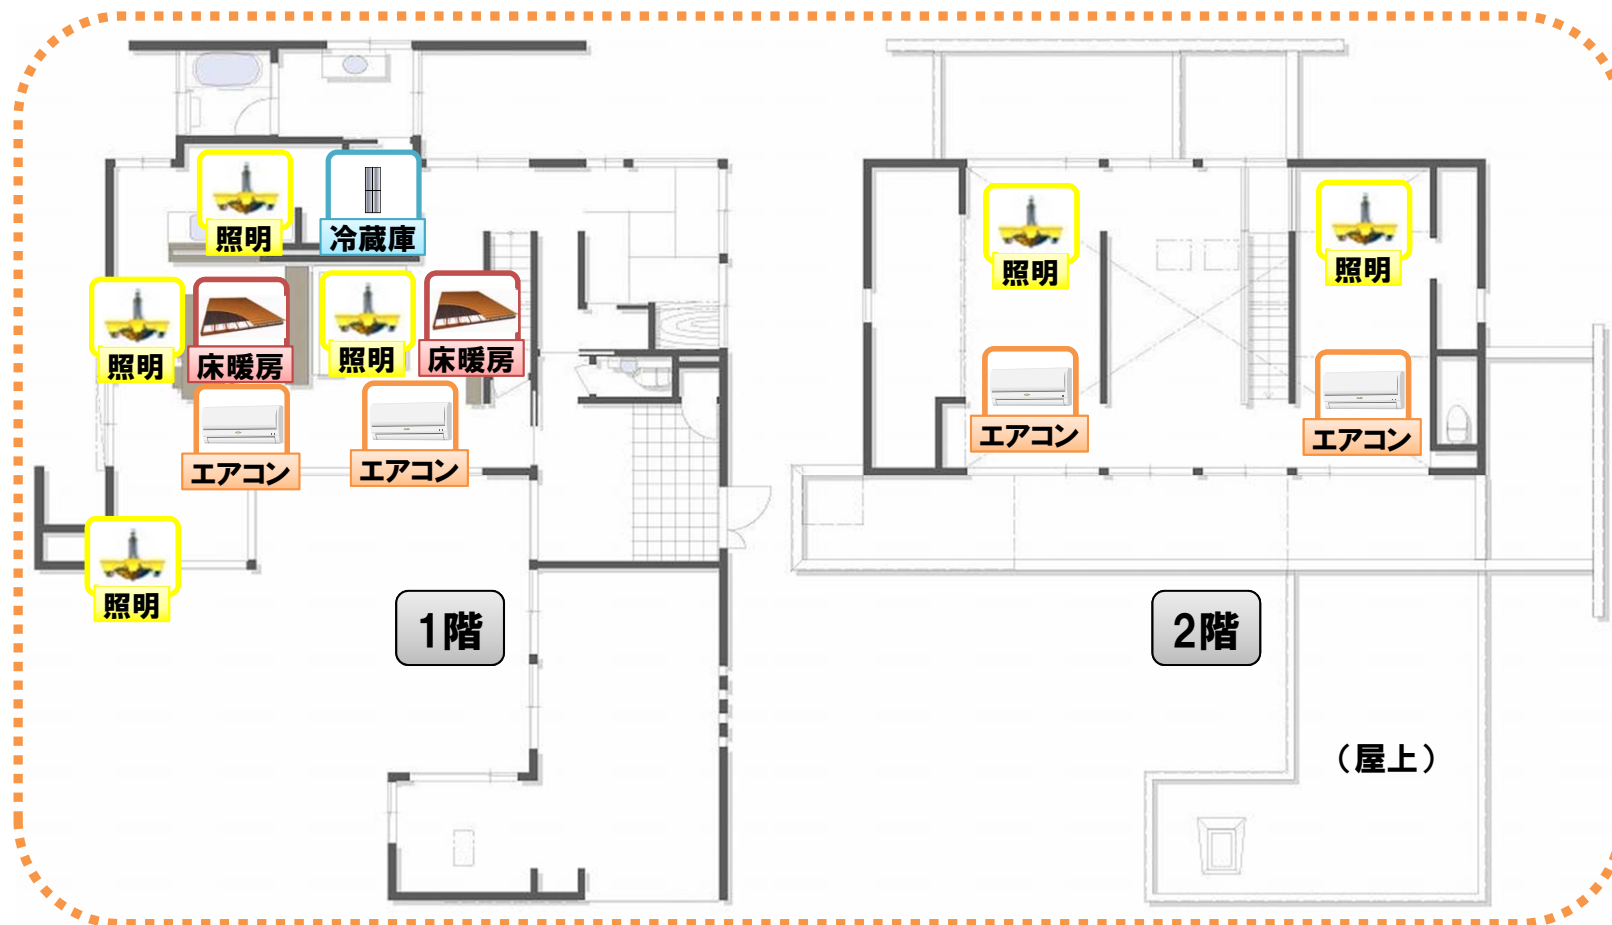 照明
冷蔵庫
照明
床暖房
照明
床暖房
エアコン
エアコン
照明
1階
照明
照明
エアコン
エアコン
2階
（屋上）